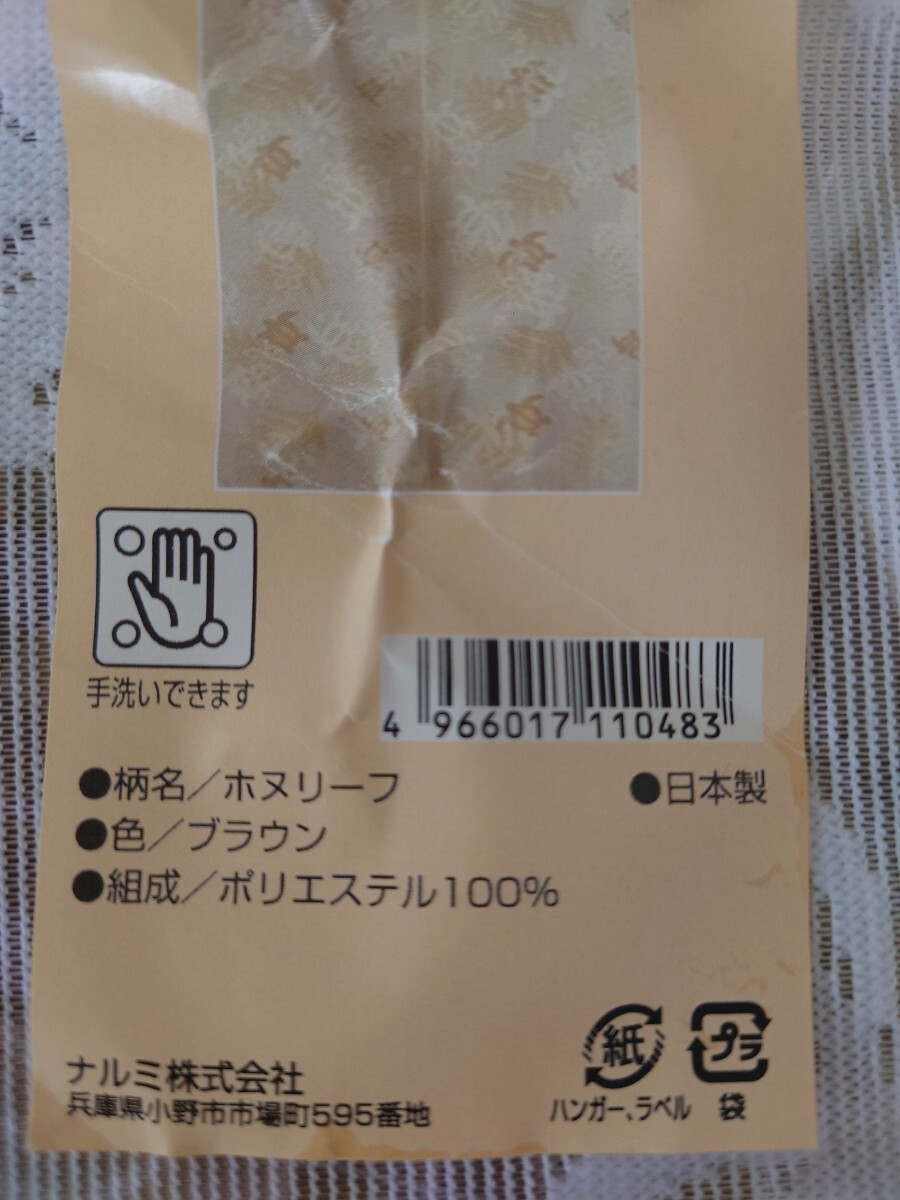 手洗いできます
4 966017 110483
●柄名／ホヌリーフ
●日本製
●色／ブラウン
●組成／ポリエステル100%
紙
プラ
ハンガー、ラベル
袋
ナルミ株式会社
兵庫県小野市市場町595番地